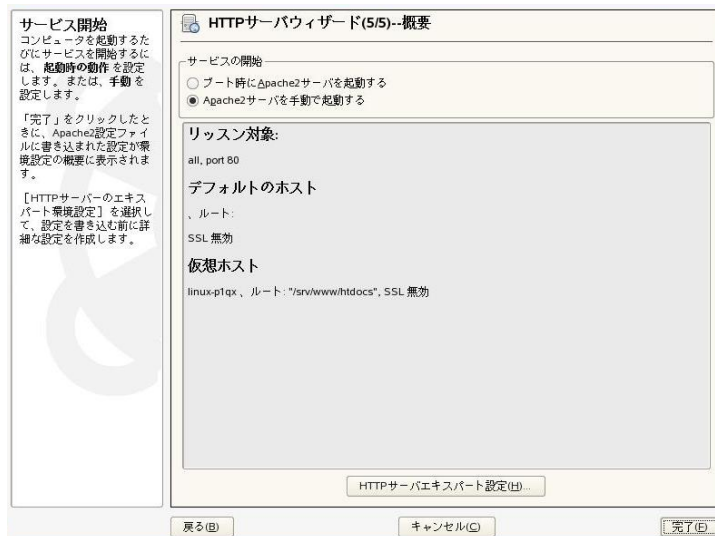 サービス開始
コンピュータを起動するた
びにサービスを開始するに
は、起動時の動作 を設定
します。または、手動 を
設定します。
「完了」をクリックしたと
きに、Apache2設定ファイ
ルに書き込まれた設定が環
境設定の概要に表示されま
す。
［HTTPサーバーのエキス
パート環境設定］を選択し
て、設定を書き込む前に詳
細な設定を作成します。
HTTPサーバウィザード(5/5)--概要
サービスの開始
ブート時にApache2サーバを起動する
Apache2サーバを手動で起動する
リッスン対象:
all, port 80
デフォルトのホスト
、ルート:
SSL 無効
仮想ホスト
linux-p1qx 、ルート: "/srv/www/htdocs", SSL 無効
HTTPサーバエキスパート設定(H)...
戻る(B)
キャンセル(C)
完了(F)